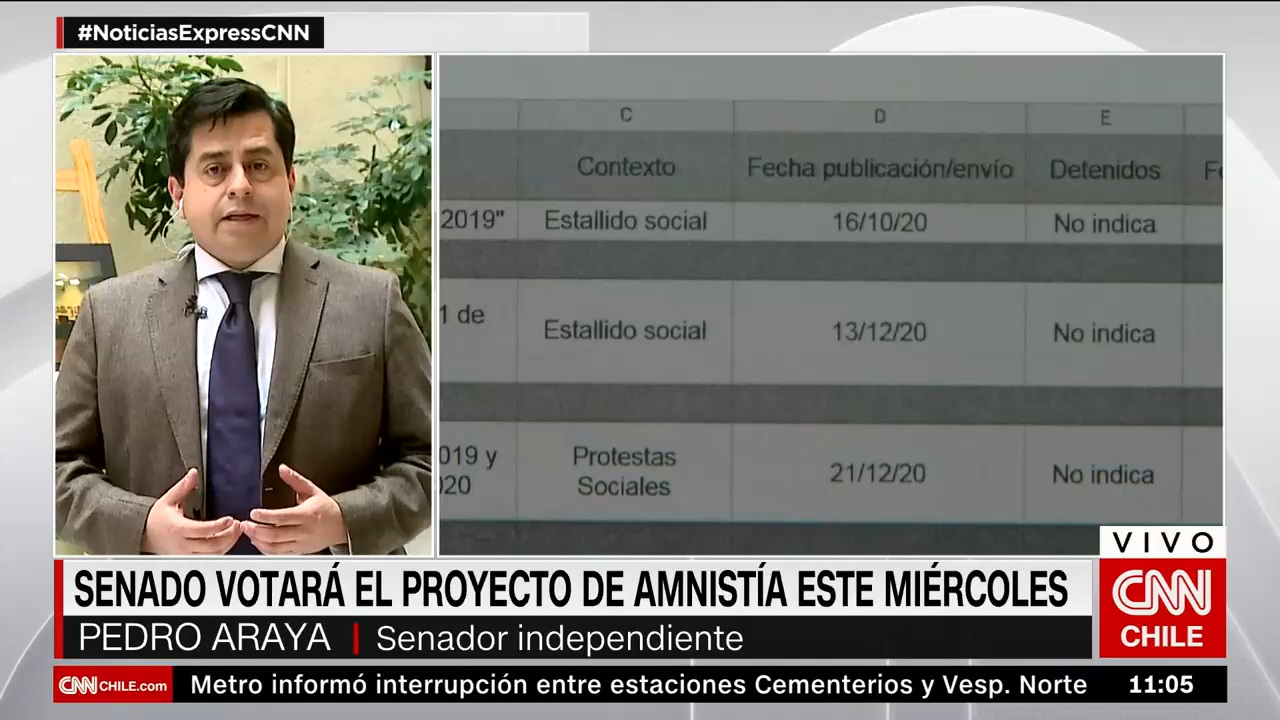 #NoticiasExpressCNN
C D E
Contexto Fecha publicación/envío Detenidos
2019" Estallido social 16/10/20 No indica
1 de Estallido social 13/12/20 No indica
019 y Protestas 21/12/20 No indica
020 Sociales
VIVO
SENADO VOTARÁ EL PROYECTO DE AMNISTÍA ESTE MIÉRCOLES
PEDRO ARAYA | Senador independiente
CNN
CHILE
CNNCHILE.com Metro informó interrupción entre estaciones Cementerios y Vesp. Norte 11:05